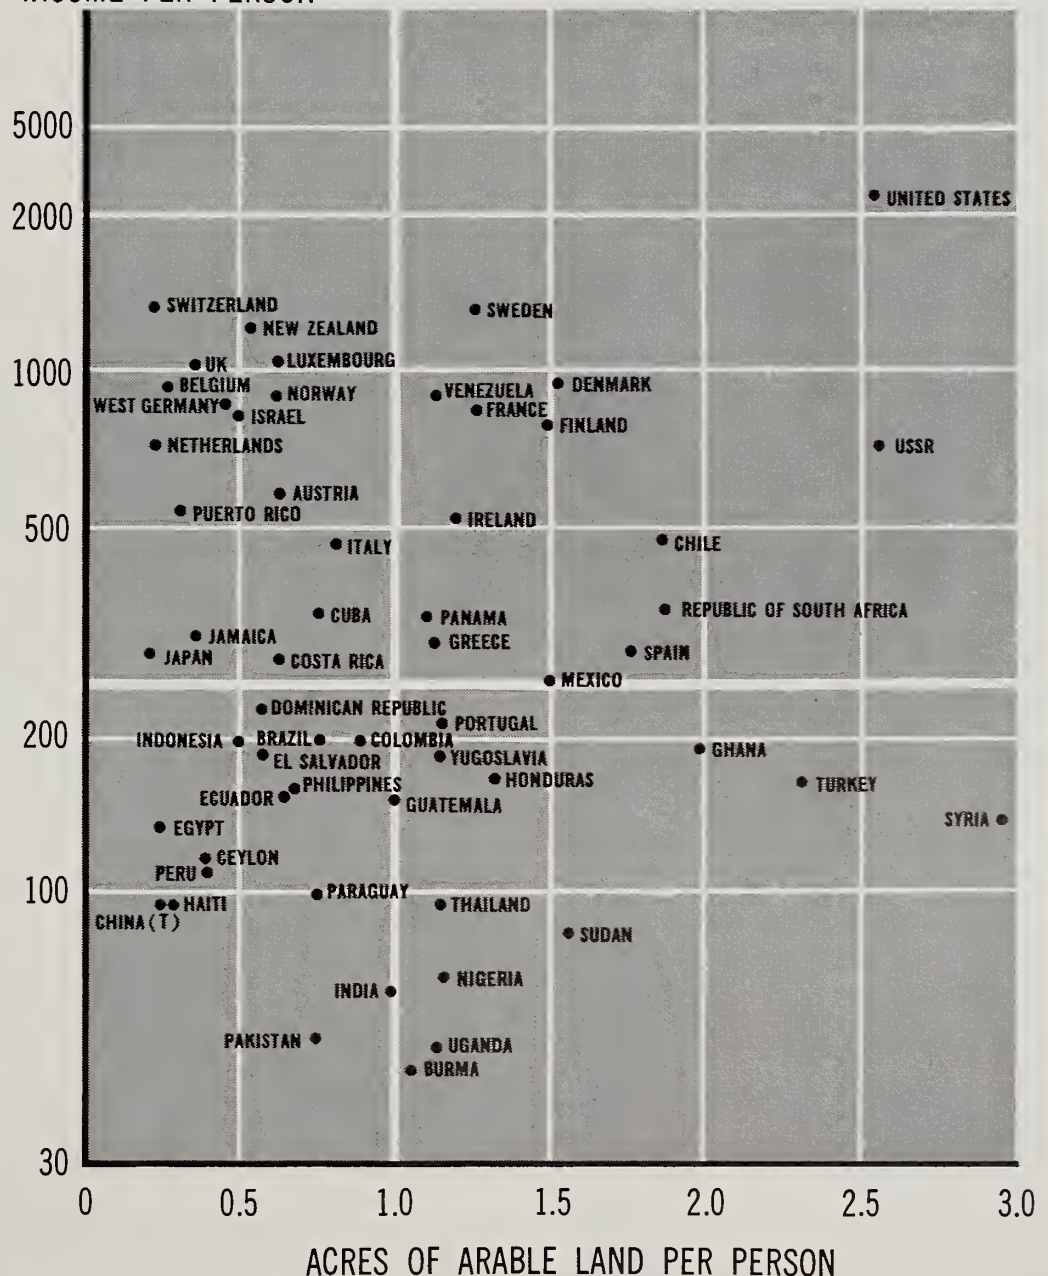 INCOME PER PERSON
5000
UNITED STATES
2000
SWITZERLAND
SWEDEN
NEW ZEALAND
UK
LUXEMBOURG
1000
BELGIUM
NORWAY
VENEZUELA
DENMARK
WEST GERMANY
ISRAEL
FRANCE
FINLAND
NETHERLANDS
USSR
AUSTRIA
PUERTO RICO
IRELAND
500
ITALY
CHILE
CUBA
PANAMA
REPUBLIC OF SOUTH AFRICA
JAMAICA
GREECE
JAPAN
COSTA RICA
SPAIN
MEXICO
DOMINICAN REPUBLIC
PORTUGAL
200
INDONESIA
BRAZIL
COLOMBIA
GHANA
EL SALVADOR
YUGOSLAVIA
PHILIPPINES
HONDURAS
TURKEY
ECUADOR
GUATEMALA
EGYPT
SYRIA
CEYLON
PERU
100
PARAGUAY
HAITI
THAILAND
CHINA (T)
SUDAN
NIGERIA
INDIA
PAKISTAN
UGANDA
BURMA
30
0 0.5 1.0 1.5 2.0 2.5 3.0
ACRES OF ARABLE LAND PER PERSON